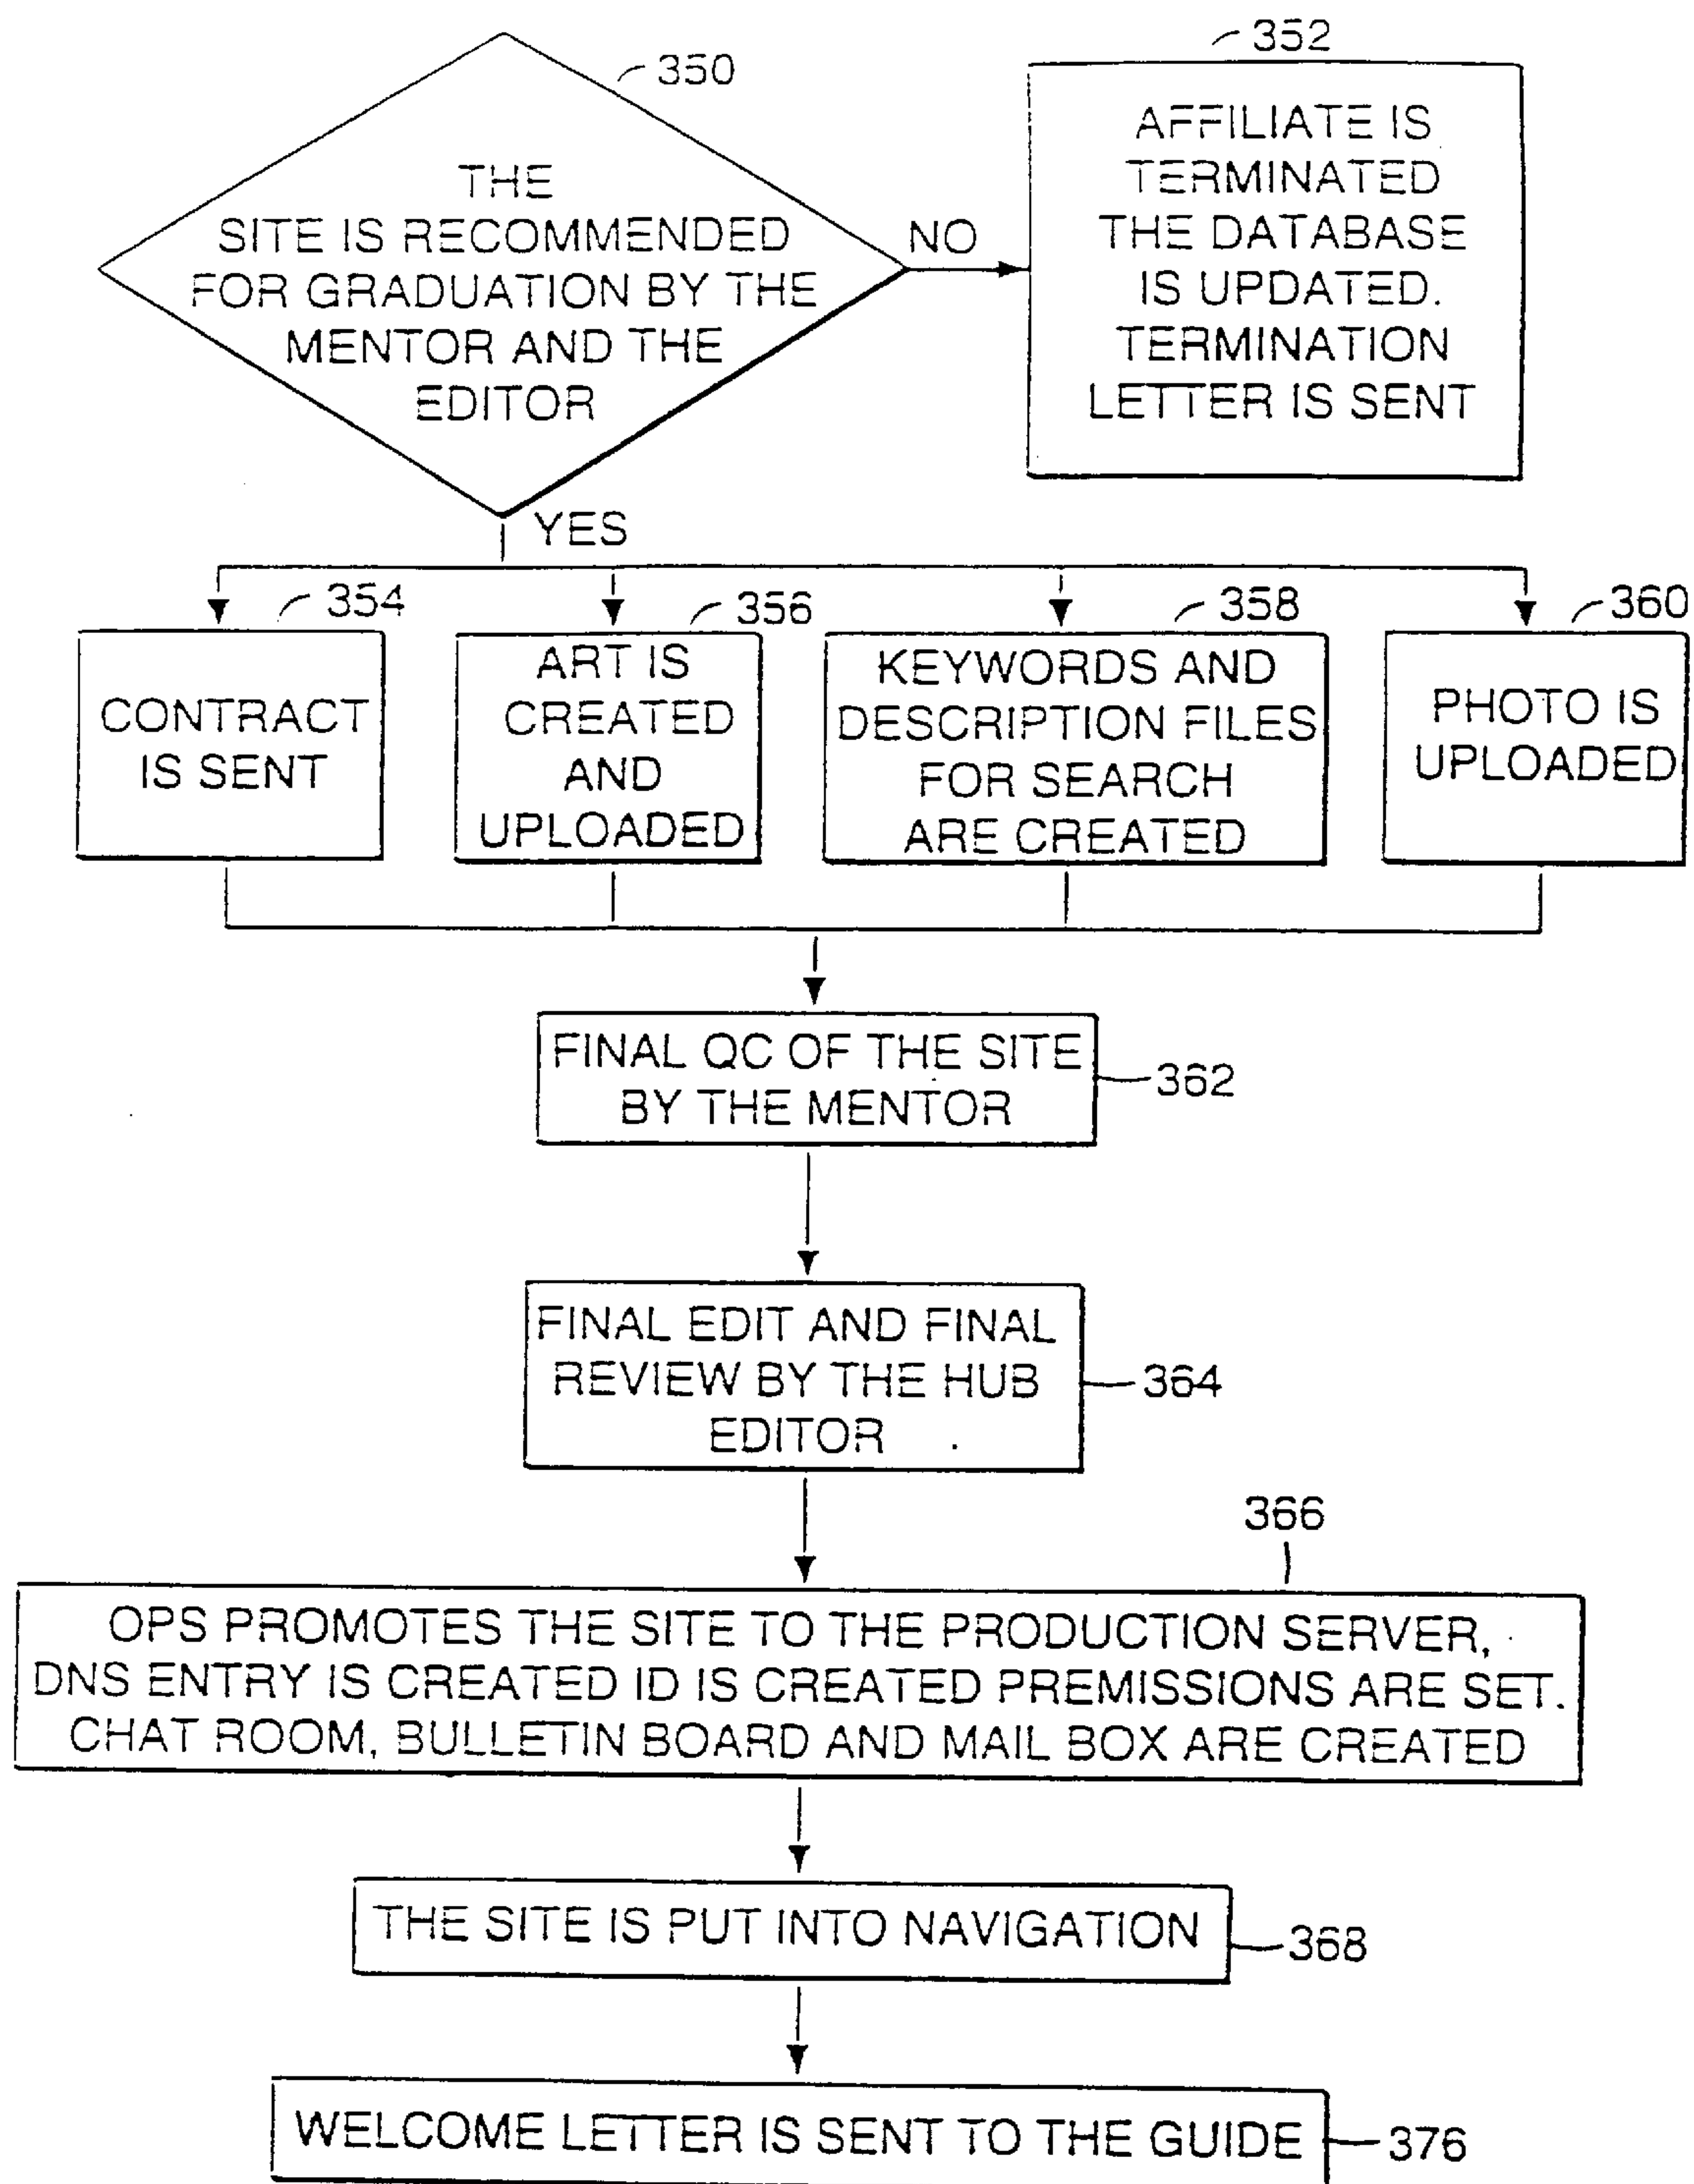 350
THE
SITE IS RECOMMENDED
FOR GRADUATION BY THE
MENTOR AND THE
EDITOR
NO
352
AFFILIATE IS
TERMINATED
THE DATABASE
IS UPDATED.
TERMINATION
LETTER IS SENT
YES
354
CONTRACT
IS SENT
356
ART IS
CREATED
AND
UPLOADED
358
KEYWORDS AND
DESCRIPTION FILES
FOR SEARCH
ARE CREATED
360
PHOTO IS
UPLOADED
FINAL QC OF THE SITE
BY THE MENTOR
362
FINAL EDIT AND FINAL
REVIEW BY THE HUB
EDITOR
364
366
OPS PROMOTES THE SITE TO THE PRODUCTION SERVER,
DNS ENTRY IS CREATED ID IS CREATED PREMISSIONS ARE SET.
CHAT ROOM, BULLETIN BOARD AND MAIL BOX ARE CREATED
THE SITE IS PUT INTO NAVIGATION
368
WELCOME LETTER IS SENT TO THE GUIDE
376